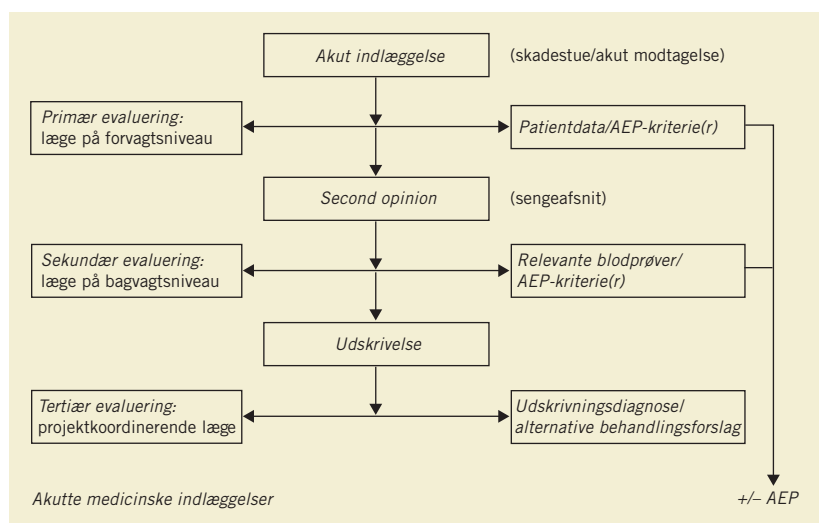 Akut indlæggelse
(skadestue/akut modtagelse)
Primær evaluering:
læge på forvagtsniveau
Patientdata/AEP-kriterie(r)
Second opinion
(sengeafsnit)
Sekundær evaluering:
læge på bagvagtsniveau
Relevante blodprøver/
AEP-kriterie(r)
Udskrivelse
Tertiær evaluering:
projektkoordinerende læge
Udskrivningsdiagnose/
alternative behandlingsforslag
Akutte medicinske indlæggelser
+/– AEP